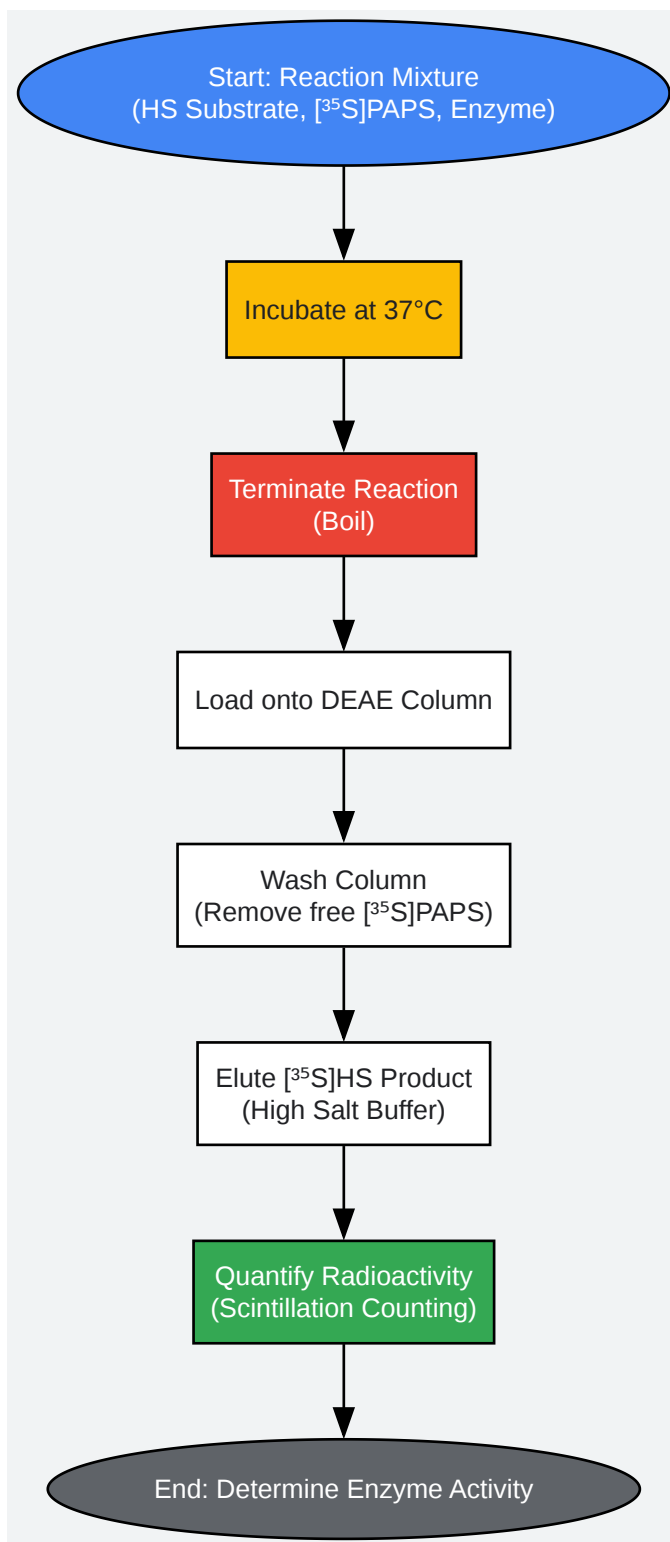 Start: Reaction Mixture
(HS Substrate, [³⁵S]PAPS, Enzyme)
Incubate at 37°C
Terminate Reaction
(Boil)
Load onto DEAE Column
Wash Column
(Remove free [³⁵S]PAPS)
Elute [³⁵S]HS Product
(High Salt Buffer)
Quantify Radioactivity
(Scintillation Counting)
End: Determine Enzyme Activity